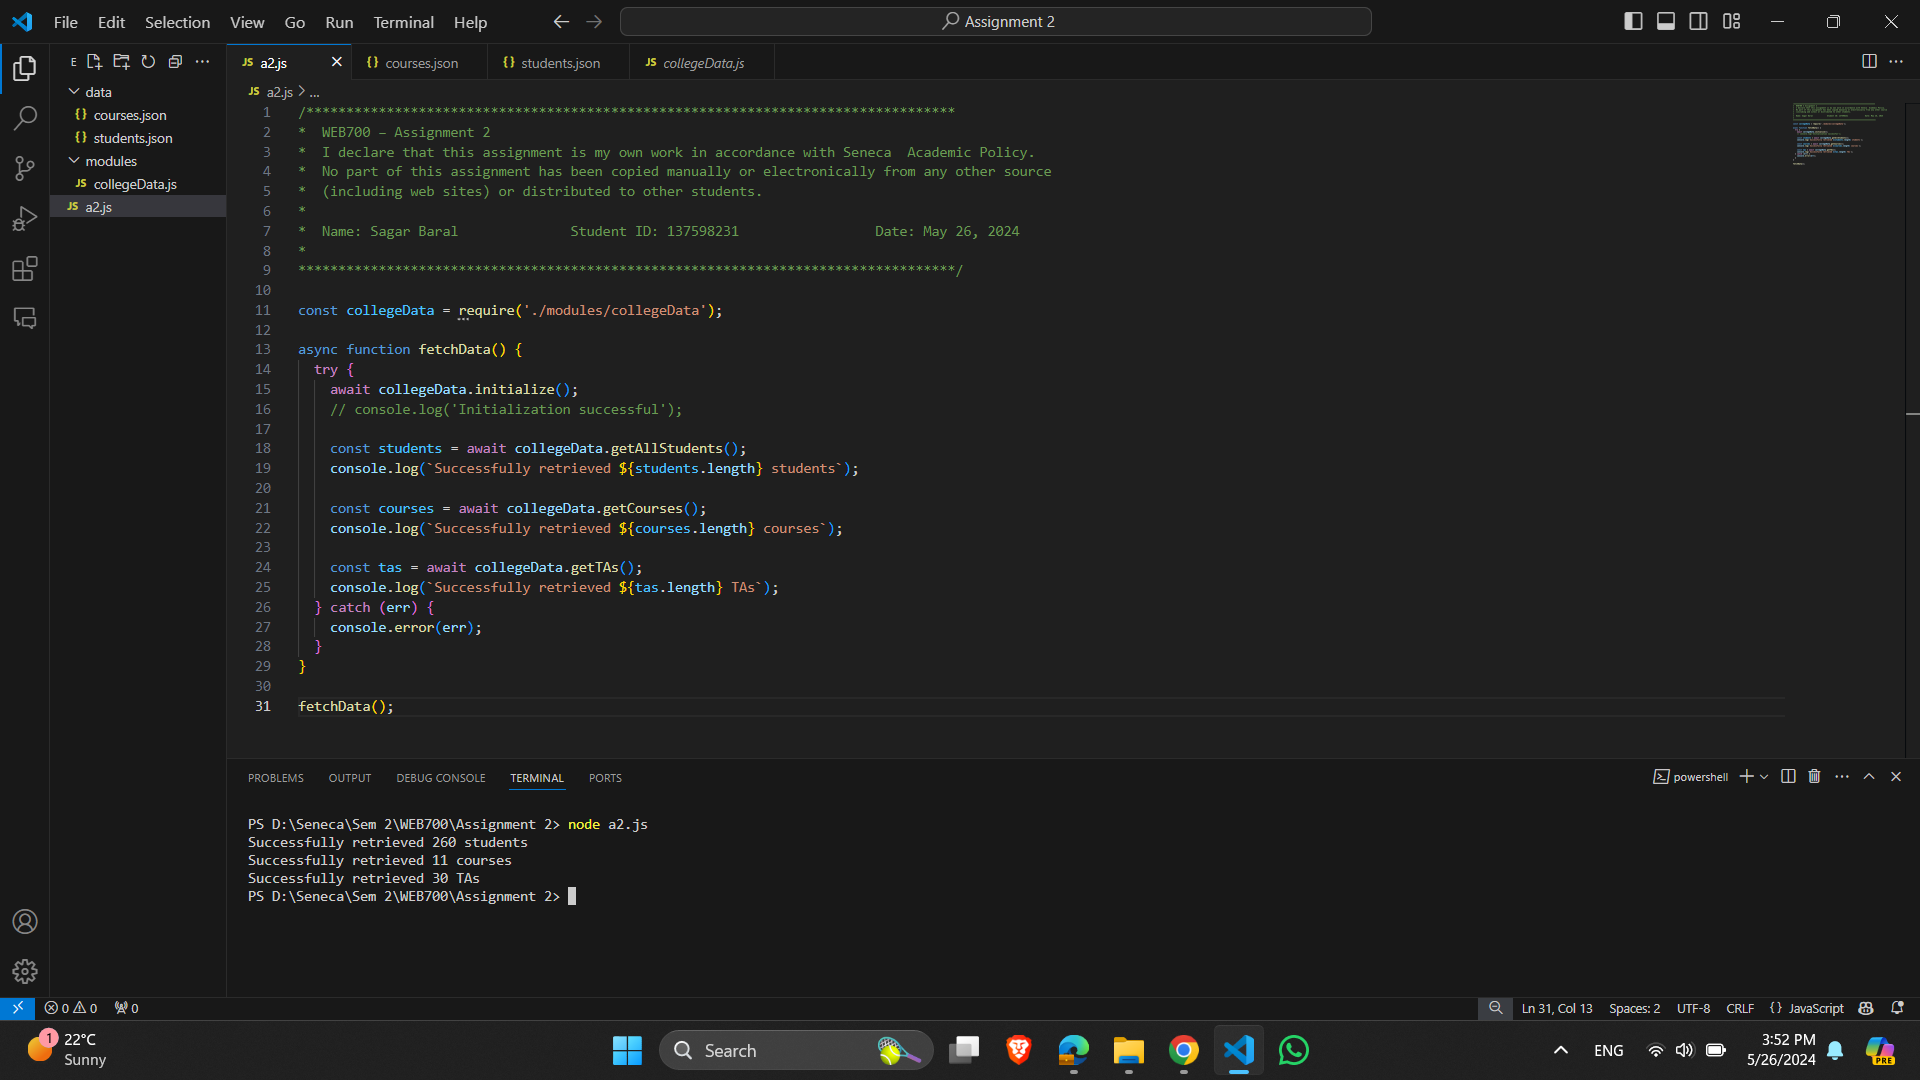 File Edit Selection View Go Run Terminal Help
Assignment 2
E
data
courses.json
students.json
modules
JS collegeData.js
JS a2.js
JS a2.js
{} courses.json
{} students.json
JS collegeData.js
JS a2.js > ...
1 /*********************************************************************************
2 *  WEB700 – Assignment 2
3 *  I declare that this assignment is my own work in accordance with Seneca  Academic Policy.
4 *  No part of this assignment has been copied manually or electronically from any other source
5 *  (including web sites) or distributed to other students.
6 *
7 *  Name: Sagar Baral              Student ID: 137598231                 Date: May 26, 2024
8 *
9 **********************************************************************************/
10
11 const collegeData = require('./modules/collegeData');
12
13 async function fetchData() {
14   try {
15     await collegeData.initialize();
16     // console.log('Initialization successful');
17
18     const students = await collegeData.getAllStudents();
19     console.log(`Successfully retrieved ${students.length} students`);
20
21     const courses = await collegeData.getCourses();
22     console.log(`Successfully retrieved ${courses.length} courses`);
23
24     const tas = await collegeData.getTAs();
25     console.log(`Successfully retrieved ${tas.length} TAs`);
26   } catch (err) {
27     console.error(err);
28   }
29 }
30
31 fetchData();
PROBLEMS OUTPUT DEBUG CONSOLE TERMINAL PORTS
powershell
PS D:\Seneca\Sem 2\WEB700\Assignment 2> node a2.js
Successfully retrieved 260 students
Successfully retrieved 11 courses
Successfully retrieved 30 TAs
PS D:\Seneca\Sem 2\WEB700\Assignment 2>
0 0 0
Ln 31, Col 13 Spaces: 2 UTF-8 CRLF {} JavaScript
1
22°C
Sunny
Search
ENG
3:52 PM
5/26/2024
PRE